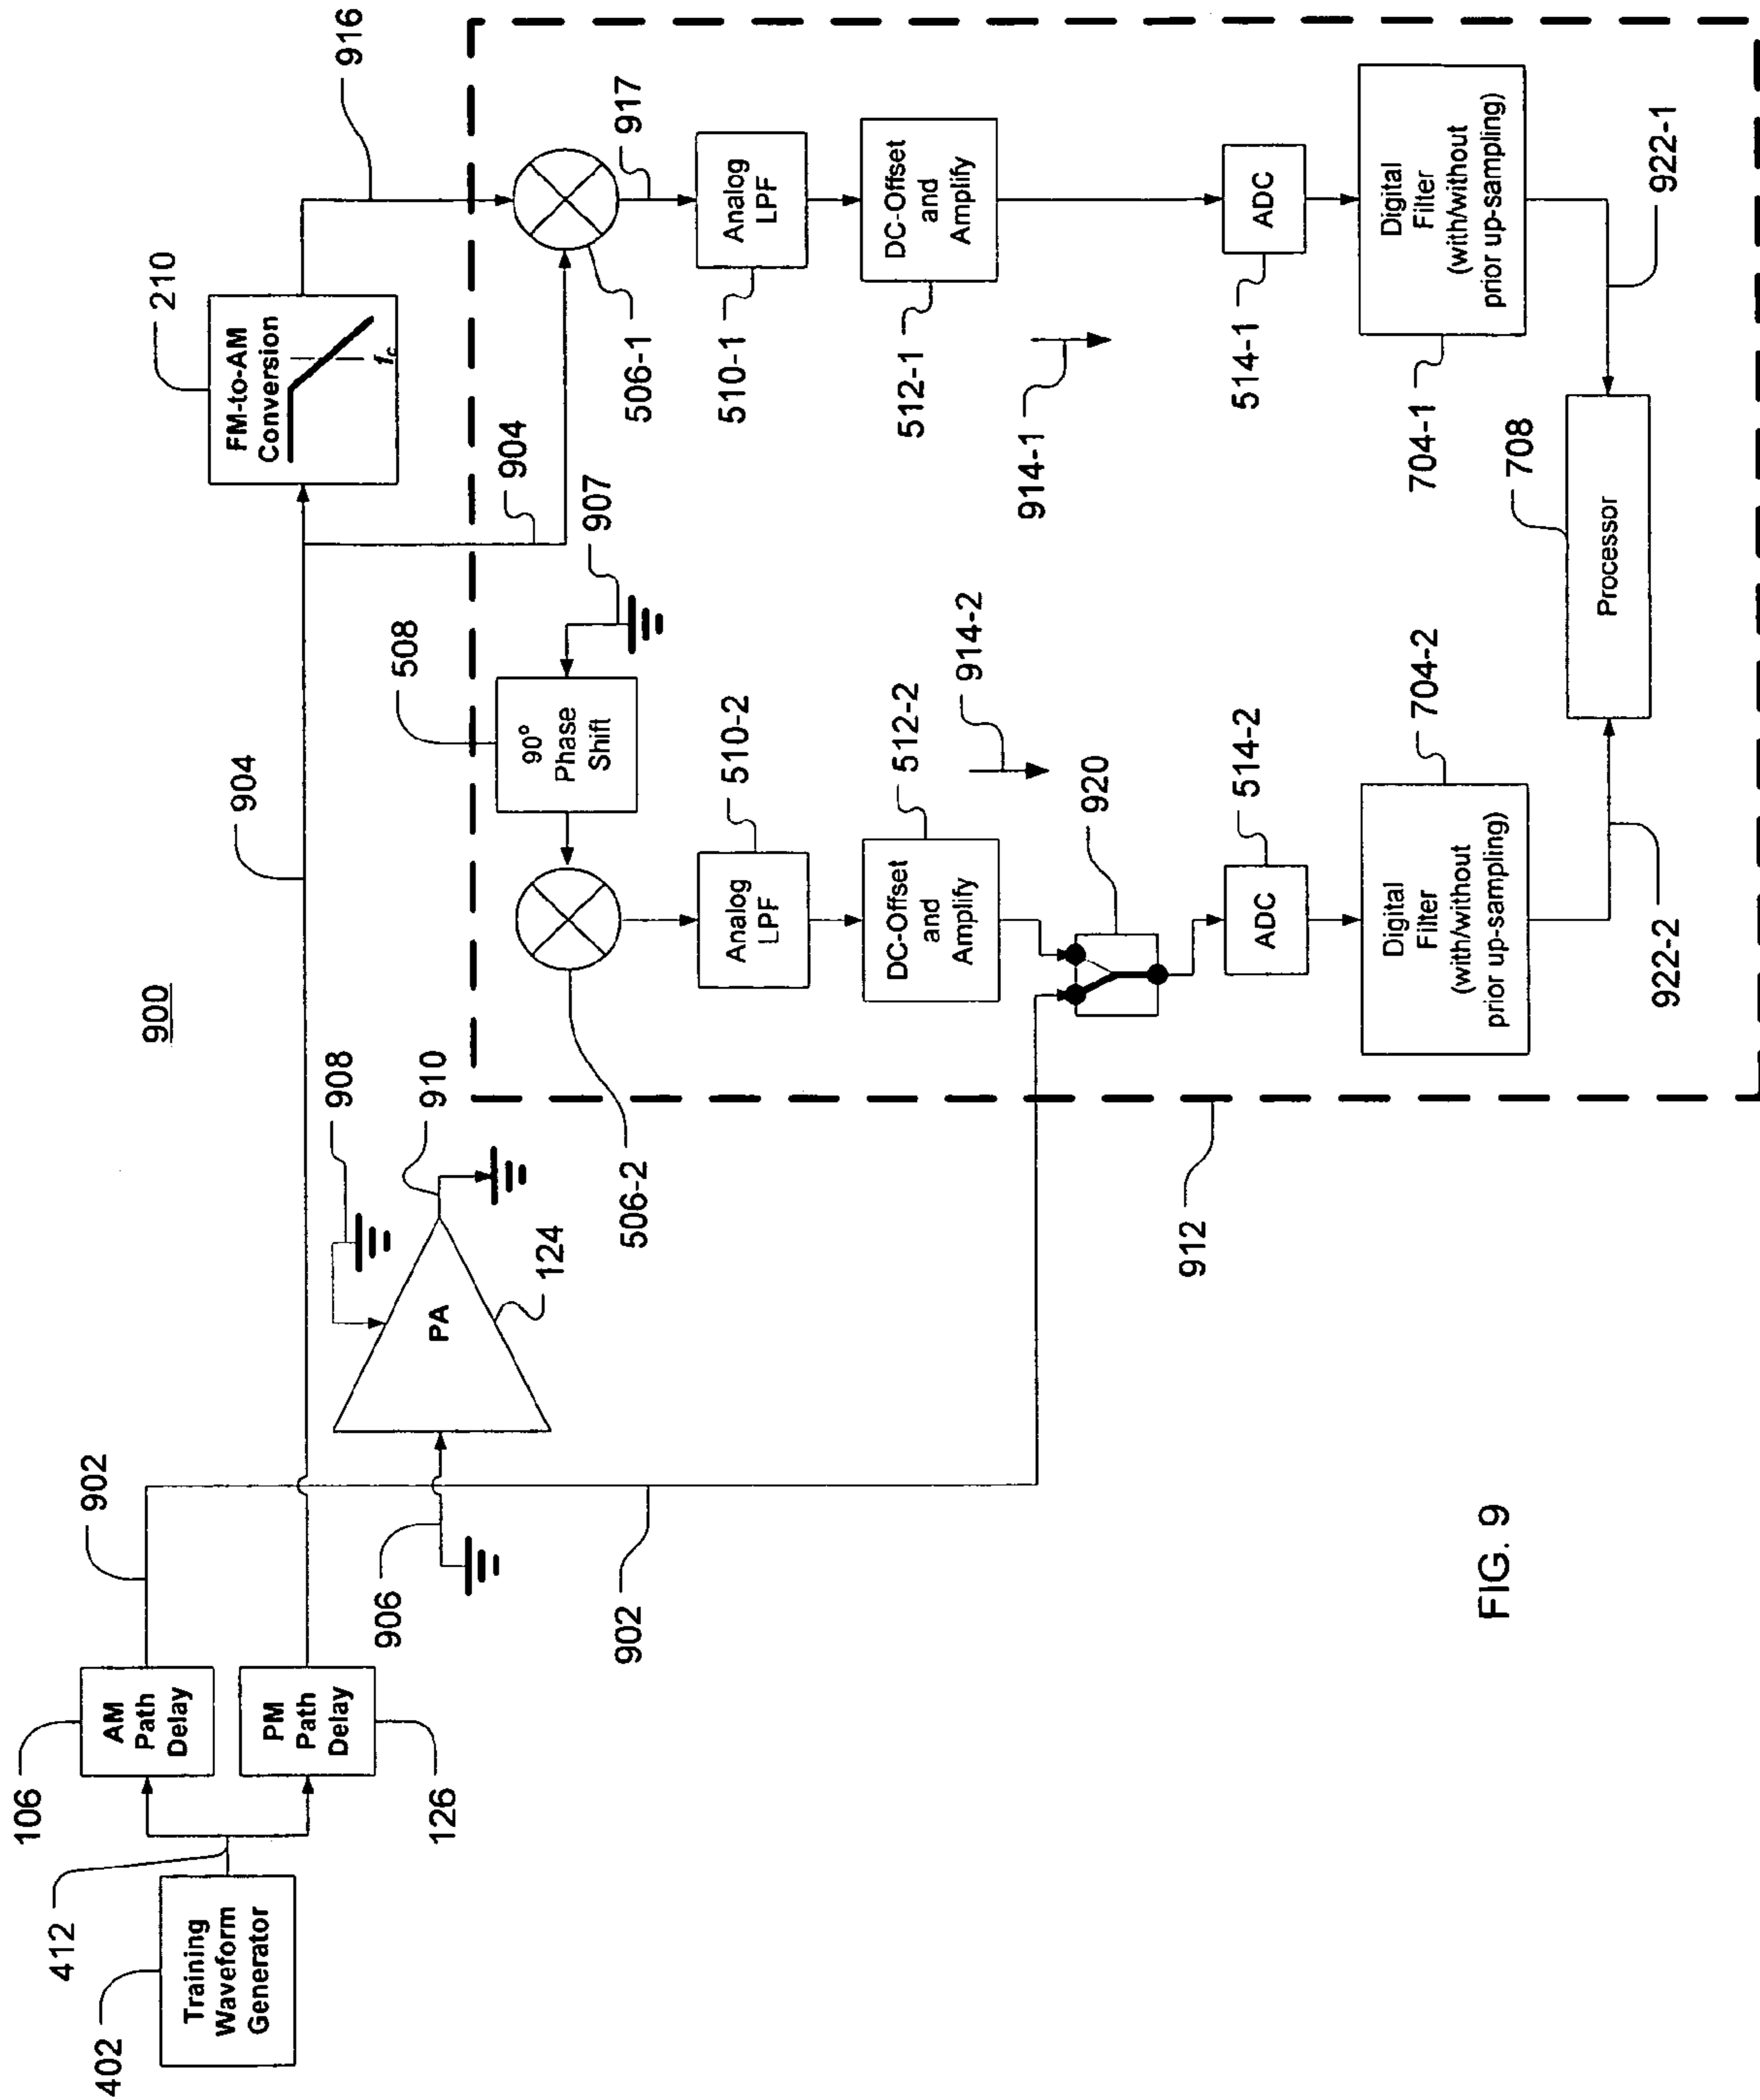 900
402
Training
Waveform
Generator
412
106
AM
Path
Delay
PM
Path
Delay
126
902
904
210
FM-to-AM
Conversion
fc
916
906
908
910
PA
124
902
904
508
90°
Phase
Shift
907
506-2
506-1
917
Analog
LPF
510-2
Analog
LPF
510-1
DC-Offset
and
Amplify
512-2
DC-Offset
and
Amplify
512-1
914-2
914-1
920
912
ADC
514-2
ADC
514-1
Digital
Filter
(with/without
prior up-sampling)
704-2
Digital
Filter
(with/without
prior up-sampling)
704-1
922-2
922-1
Processor
708
FIG. 9